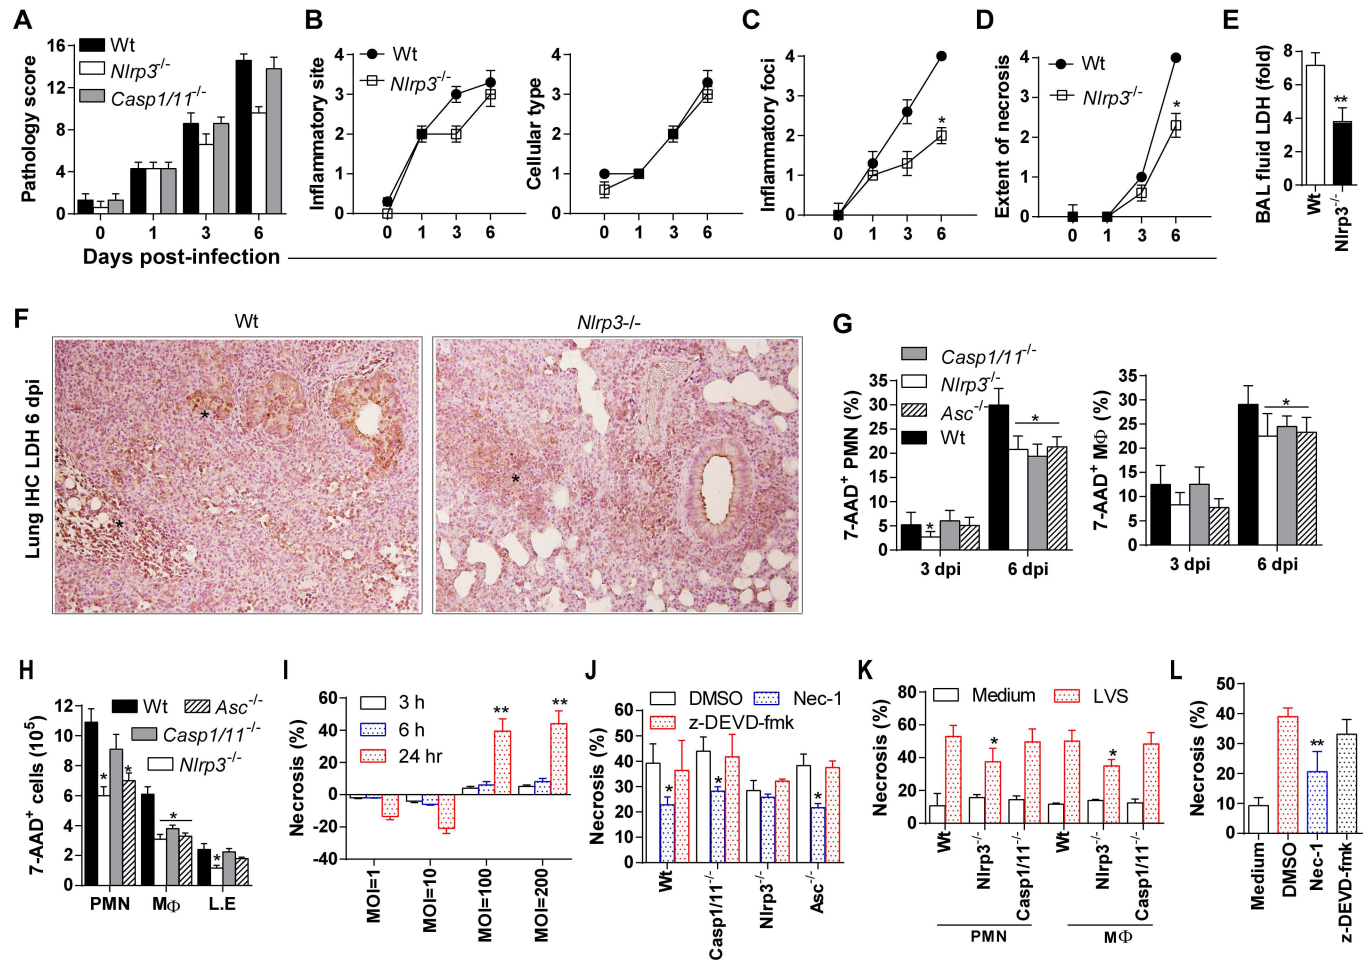 A
Pathology score
16
12
8
4
0
Wt
Nlrp3-/-
Casp1/11-/-
0 1 3 6
Days post-infection
B
Inflammatory site
4
3
2
1
0
Wt
Nlrp3-/-
0 1 3 6
Cellular type
4
3
2
1
0
0 1 3 6
C
Inflammatory foci
4
3
2
1
0
Wt
Nlrp3-/-
*
0 1 3 6
D
Extent of necrosis
4
3
2
1
0
Wt
Nlrp3-/-
*
0 1 3 6
E
BAL fluid LDH (fold)
8
6
4
2
0
**
Wt
Nlrp3-/-
F
Wt
Nlrp3-/-
Lung IHC LDH 6 dpi
*
*
*
G
Casp1/11-/-
Nlrp3-/-
Asc-/-
Wt
7-AAD+ PMN (%)
35
30
25
20
15
10
5
0
*
*
3 dpi 6 dpi
7-AAD+ MΦ (%)
35
30
25
20
15
10
5
0
*
3 dpi 6 dpi
H
7-AAD+ cells (10^5)
12
10
8
6
4
2
0
Wt Asc-/-
Casp1/11-/-
Nlrp3-/-
* *
*
*
PMN MΦ L.E
I
Necrosis (%)
60
40
20
0
-20
-40
3 h
6 h
24 hr
** **
MOI=1
MOI=10
MOI=100
MOI=200
J
DMSO Nec-1
z-DEVD-fmk
Necrosis (%)
60
50
40
30
20
10
0
* * *
Wt
Casp1/11-/-
Nlrp3-/-
Asc-/-
K
Medium LVS
Necrosis (%)
80
60
40
20
0
* *
Wt
Nlrp3-/-
Casp1/11-/-
Wt
Nlrp3-/-
Casp1/11-/-
PMN MΦ
L
Necrosis (%)
50
40
30
20
10
0
**
Medium
DMSO
Nec-1
z-DEVD-fmk